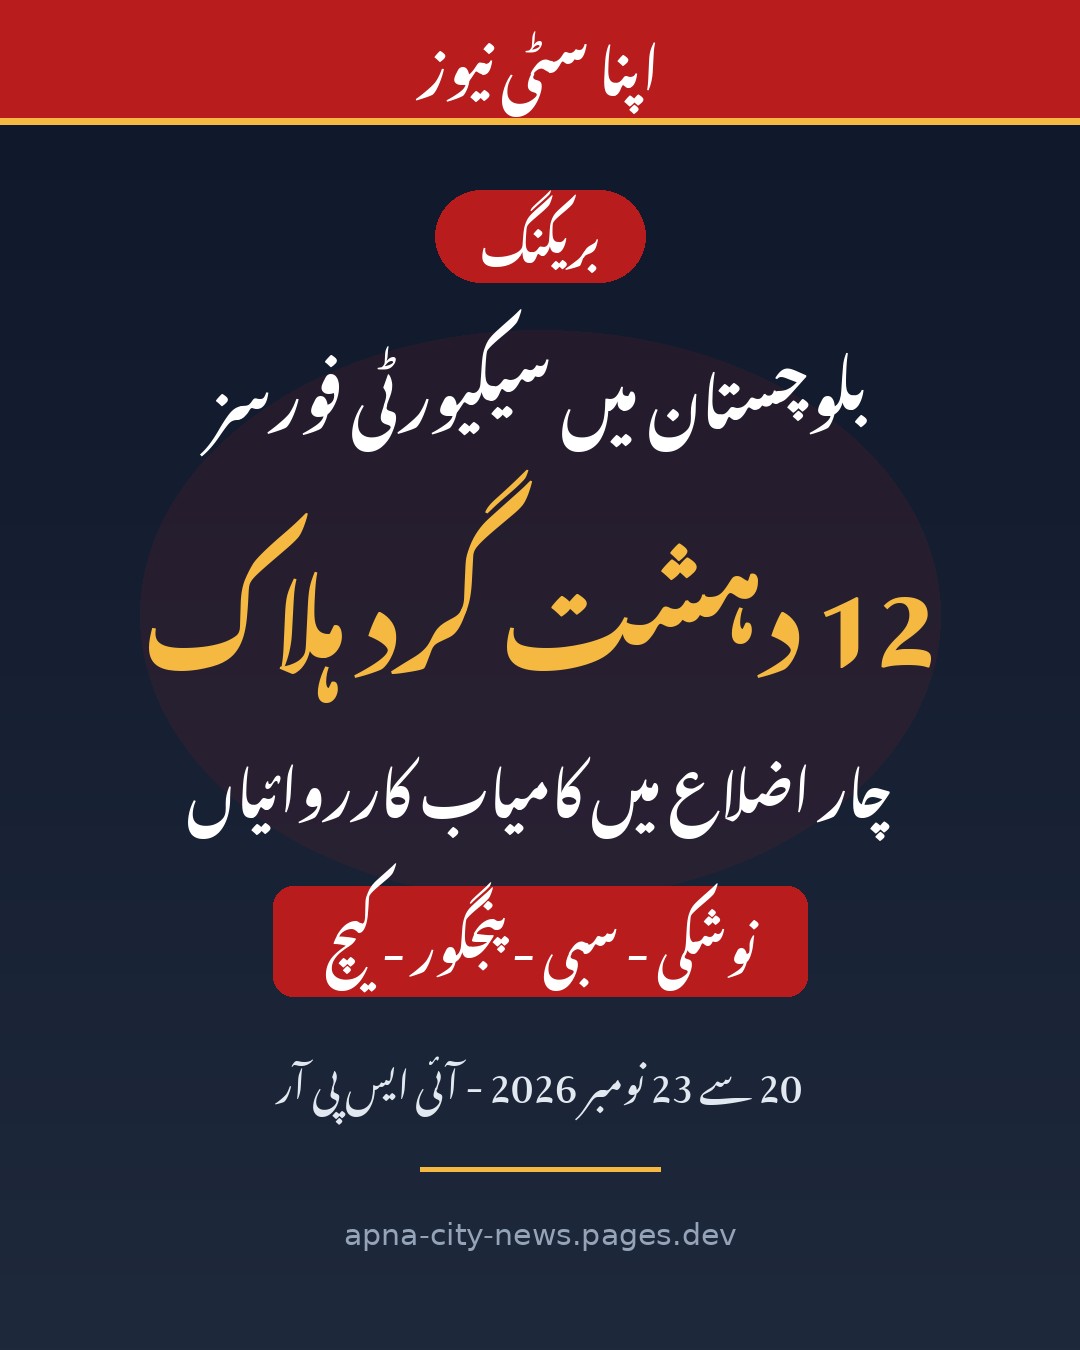 اپنا سٹی نیوز
بریکنگ
بلوچستان میں سیکیورٹی فورسز
12 دہشت گرد ہلاک
چار اضلاع میں کامیاب کارروائیاں
نوشکی - سبی - پنجگور - کیچ
20 سے 23 نومبر 2026 - آئی ایس پی آر
apna-city-news.pages.dev